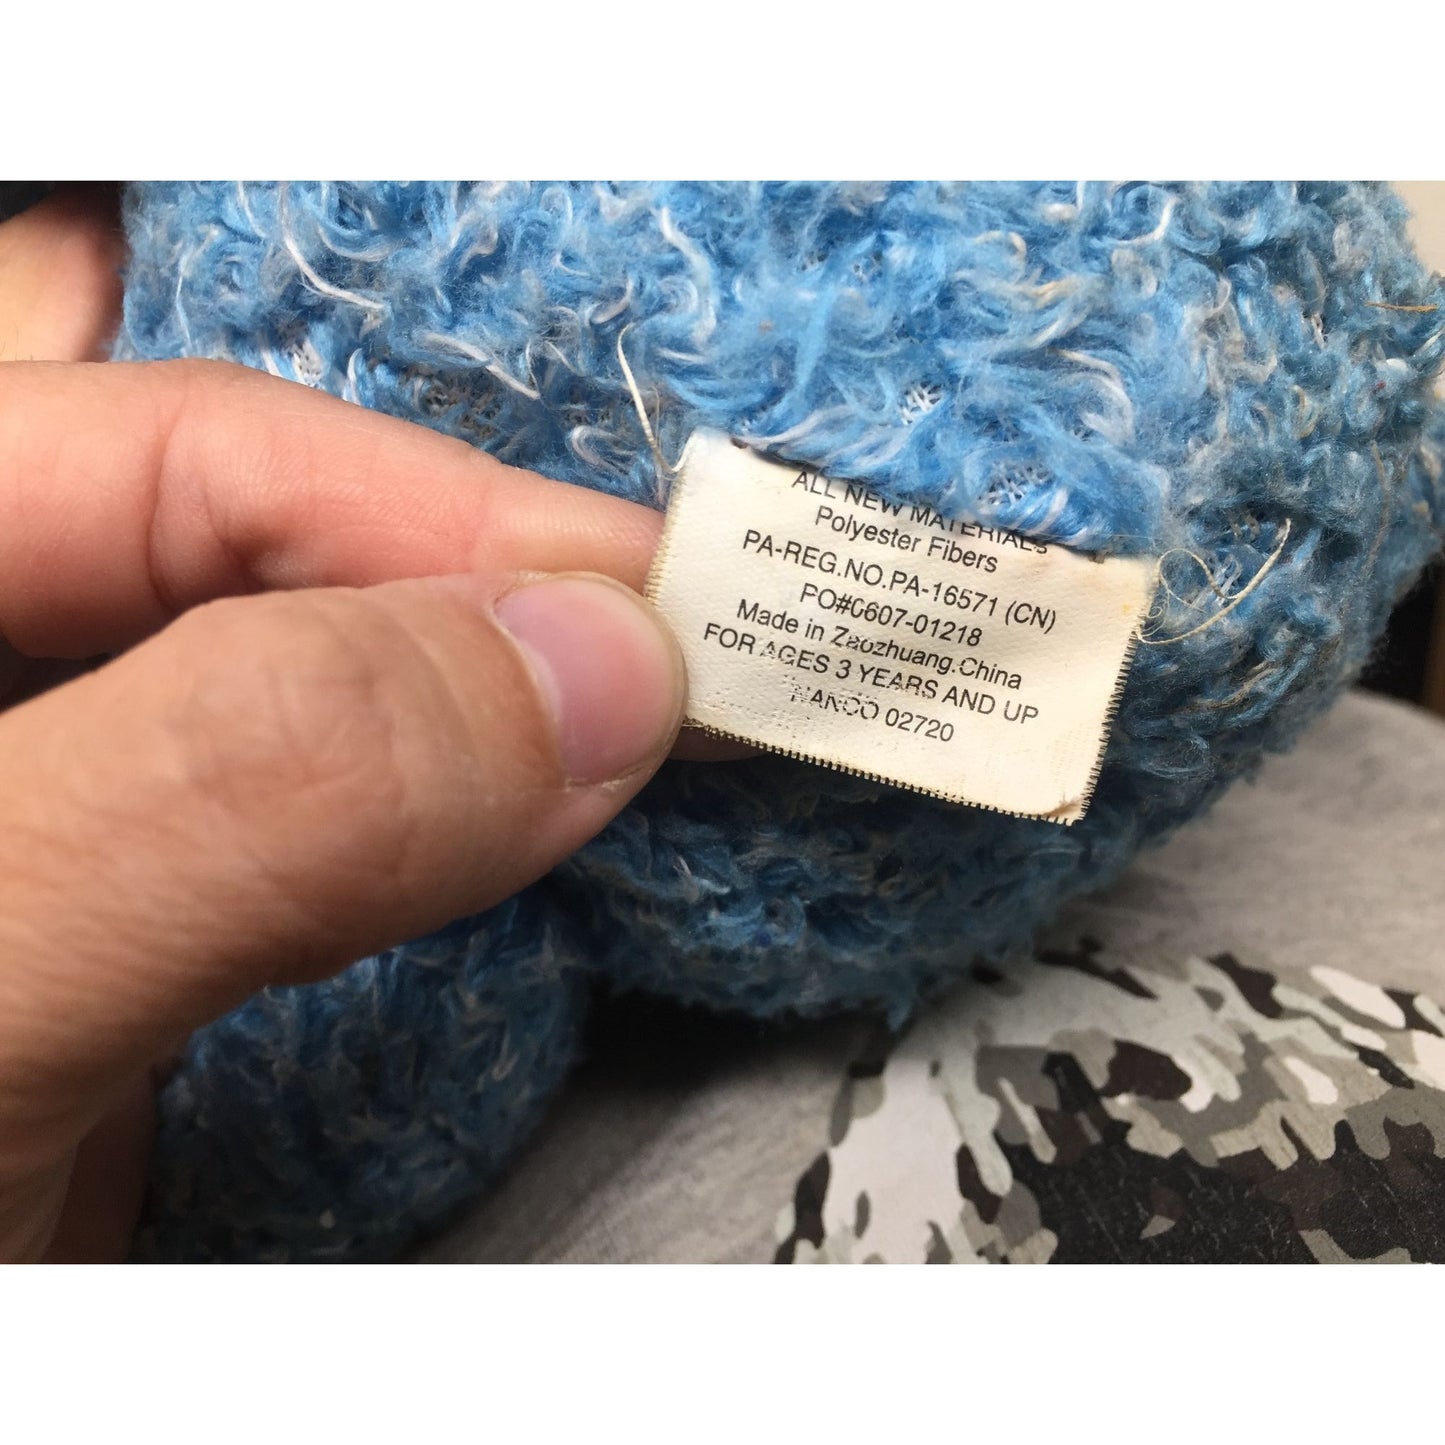 ALL NEW MATERIALS
Polyester Fibers
PA-REG.NO.PA-16571 (CN)
PO#0607-01218
Made in Zaozhuang.China
FOR AGES 3 YEARS AND UP
NANCO 02720